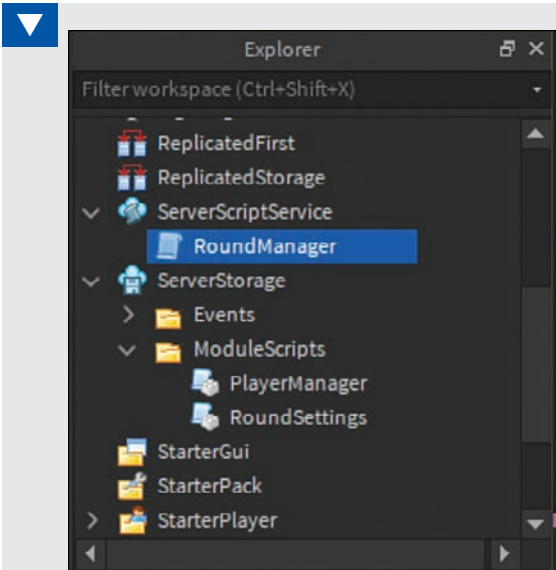 Explorer
Filter workspace (Ctrl+Shift+X)
ReplicatedFirst
ReplicatedStorage
ServerScriptService
RoundManager
ServerStorage
Events
ModuleScripts
PlayerManager
RoundSettings
StarterGui
StarterPack
StarterPlayer